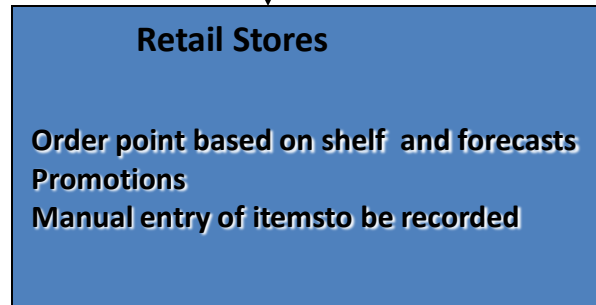 Retail Stores
Order point based on shelf  and forecasts
Promotions
Manual entry of itemsto be recorded